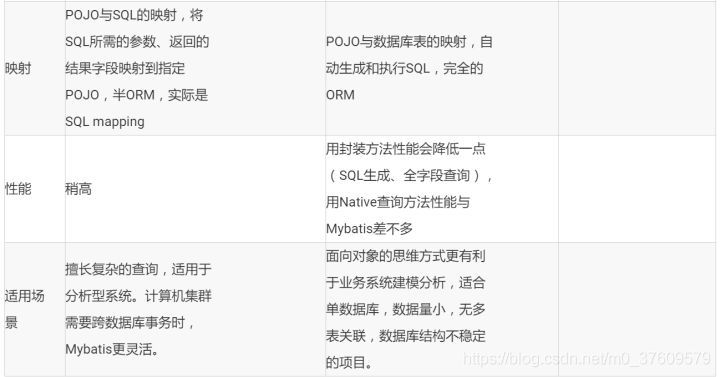 映射
POJO与SQL的映射，将
SQL所需的参数、返回的
结果字段映射到指定
POJO，半ORM，实际是
SQL mapping
POJO与数据库表的映射，自
动生成和执行SQL，完全的
ORM
性能
稍高
用封装方法性能会降低一点
（SQL生成、全字段查询），
用Native查询方法性能与
Mybatis差不多
适用场
景
擅长复杂的查询，适用于
分析型系统。计算机集群
需要跨数据库事务时，
Mybatis更灵活。
面向对象的思维方式更有利
于业务系统建模分析，适合
单数据库，数据量小，无多
表关联，数据库结构不稳定
的项目。
https://blog.csdn.net/m0_37609579